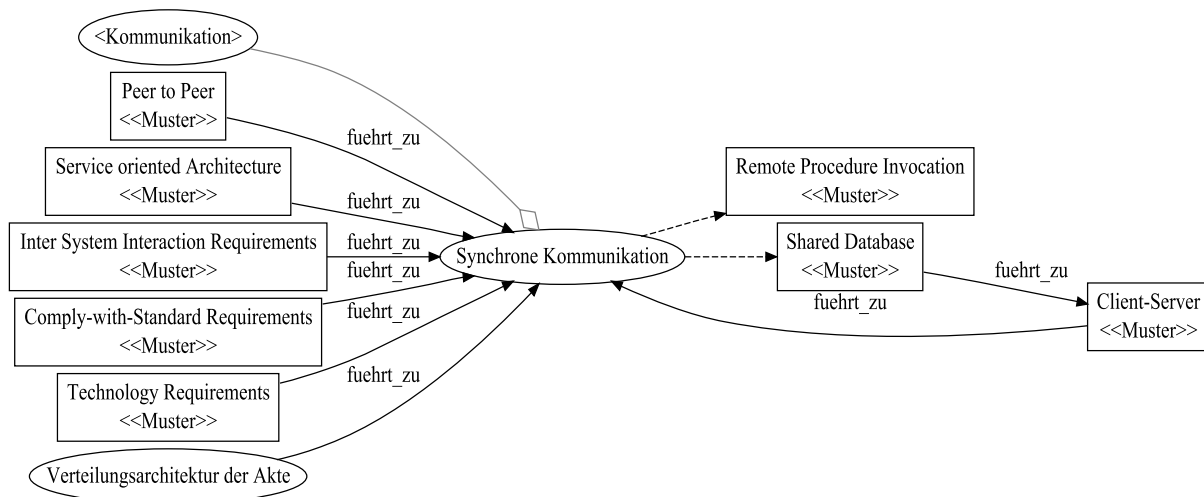 <Kommunikation>
Peer to Peer
<<Muster>>
fuehrt_zu
Service oriented Architecture
<<Muster>>
fuehrt_zu
Inter System Interaction Requirements
<<Muster>>
fuehrt_zu
Comply-with-Standard Requirements
<<Muster>>
fuehrt_zu
Technology Requirements
<<Muster>>
fuehrt_zu
Verteilungsarchitektur der Akte
fuehrt_zu
Synchrone Kommunikation
Remote Procedure Invocation
<<Muster>>
Shared Database
<<Muster>>
fuehrt_zu
fuehrt_zu
Client-Server
<<Muster>>